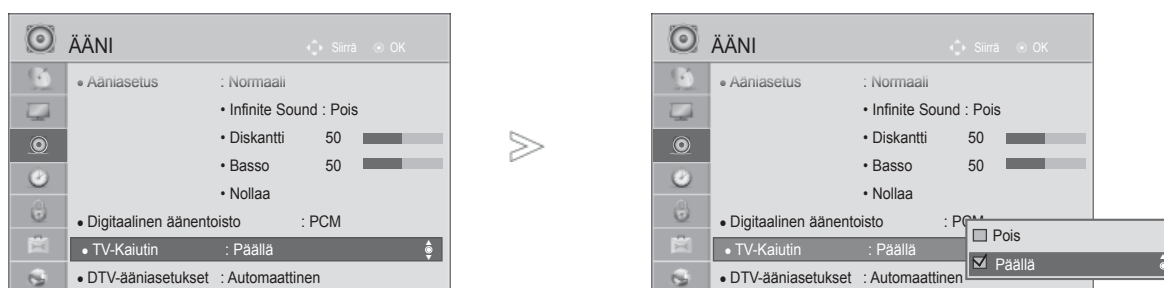 ÄÄNI Siirrä OK
• Ääniasetus : Normaali
• Infinite Sound : Pois
• Diskantti 50
• Basso 50
• Nollaa
• Digitaalinen äänentoisto : PCM
• TV-Kaiutin : Päällä
• DTV-ääniasetukset : Automaattinen
ÄÄNI Siirrä OK
• Ääniasetus : Normaali
• Infinite Sound : Pois
• Diskantti 50
• Basso 50
• Nollaa
• Digitaalinen äänentoisto : PCM
• TV-Kaiutin : Päällä
• DTV-ääniasetukset : Automaattinen
Pois
Päällä